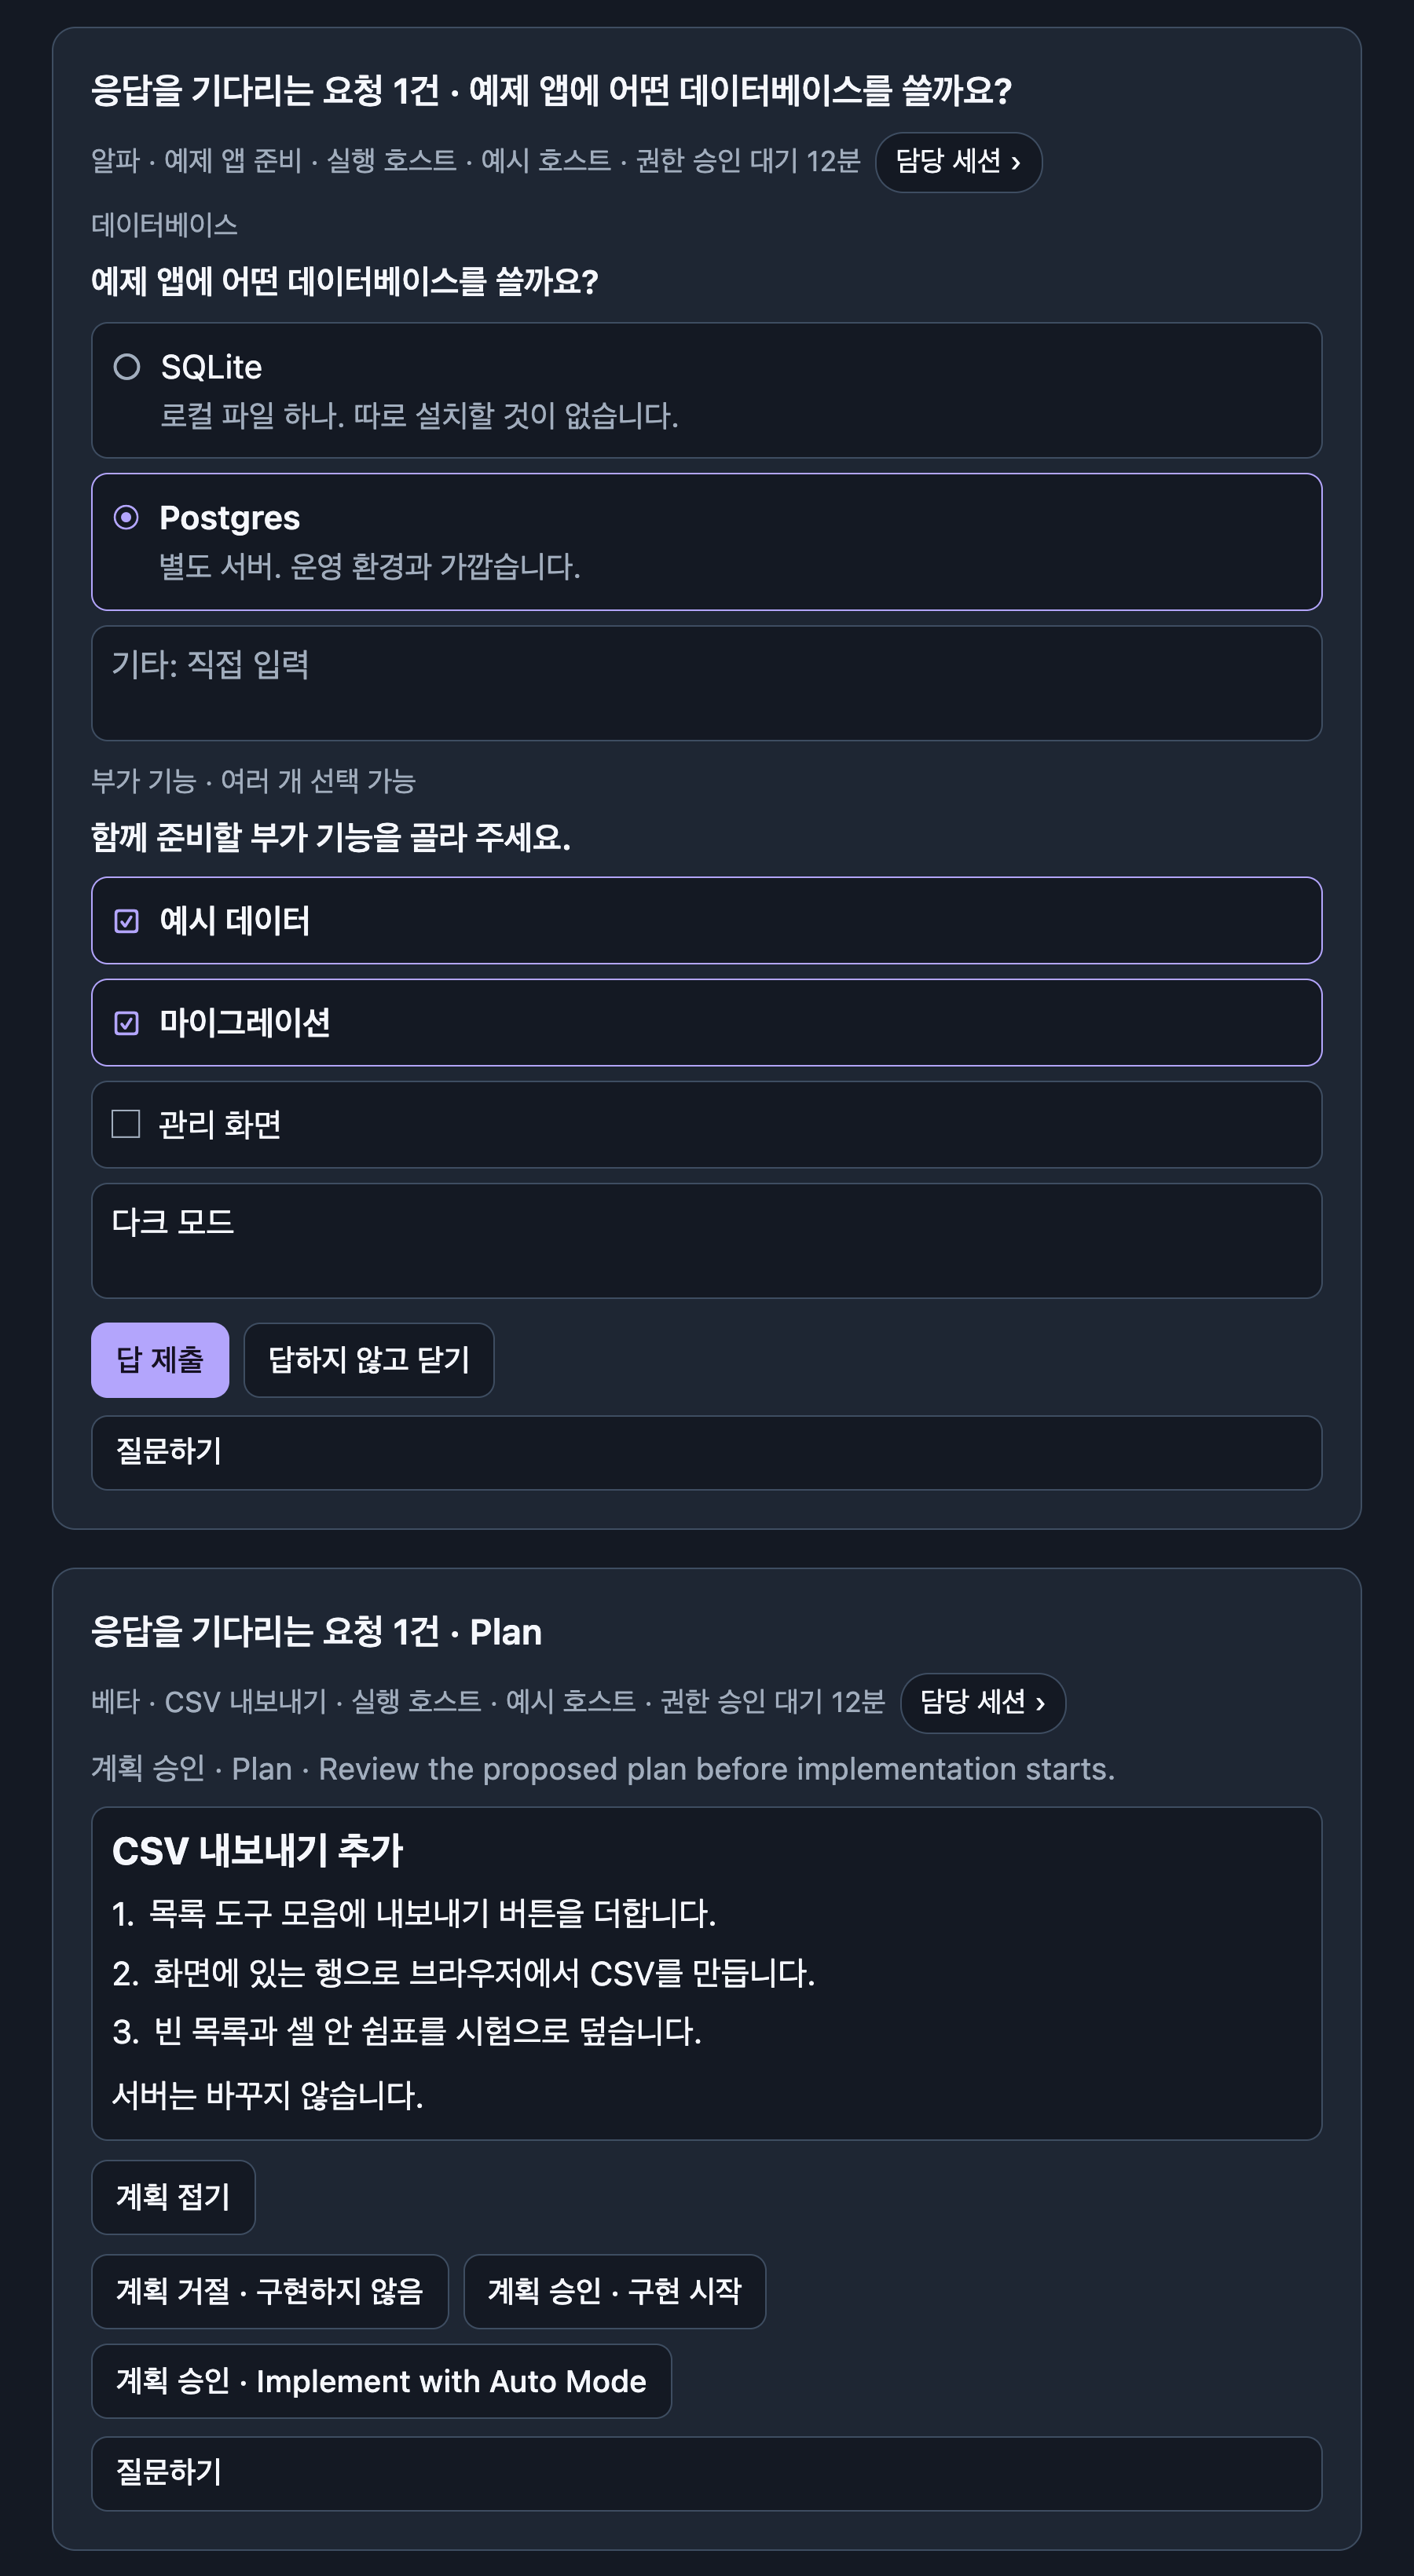 응답을 기다리는 요청 1건 · 예제 앱에 어떤 데이터베이스를 쓸까요?
알파 · 예제 앱 준비 · 실행 호스트 · 예시 호스트 · 권한 승인 대기 12분 담당 세션 ›
데이터베이스
예제 앱에 어떤 데이터베이스를 쓸까요?
SQLite
로컬 파일 하나. 따로 설치할 것이 없습니다.
Postgres
별도 서버. 운영 환경과 가깝습니다.
기타: 직접 입력
부가 기능 · 여러 개 선택 가능
함께 준비할 부가 기능을 골라 주세요.
예시 데이터
마이그레이션
관리 화면
다크 모드
답 제출 답하지 않고 닫기
질문하기
응답을 기다리는 요청 1건 · Plan
베타 · CSV 내보내기 · 실행 호스트 · 예시 호스트 · 권한 승인 대기 12분 담당 세션 ›
계획 승인 · Plan · Review the proposed plan before implementation starts.
CSV 내보내기 추가
1. 목록 도구 모음에 내보내기 버튼을 더합니다.
2. 화면에 있는 행으로 브라우저에서 CSV를 만듭니다.
3. 빈 목록과 셀 안 쉼표를 시험으로 덮습니다.
서버는 바꾸지 않습니다.
계획 접기
계획 거절 · 구현하지 않음 계획 승인 · 구현 시작
계획 승인 · Implement with Auto Mode
질문하기